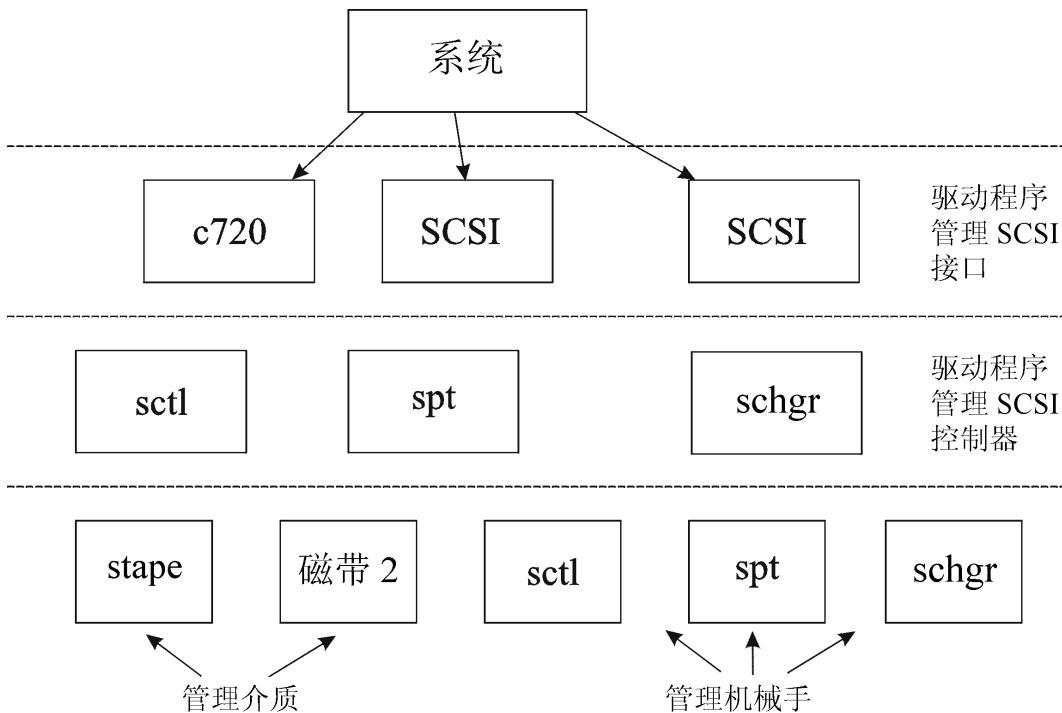 系统
c720
SCSI
SCSI
驱动程序
管理 SCSI
接口
sctl
spt
schgr
驱动程序
管理 SCSI
控制器
stape
磁带 2
sctl
spt
schgr
管理介质
管理机械手